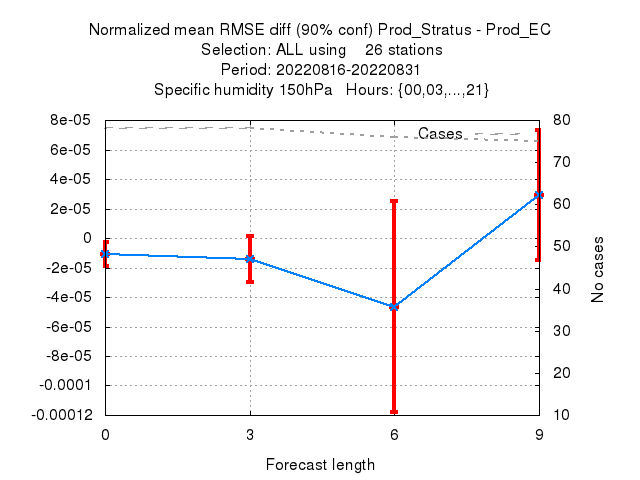 Normalized mean RMSE diff (90% conf) Prod_Stratus - Prod_EC
Selection: ALL using    26 stations
Period: 20220816-20220831
Specific humidity 150hPa   Hours: {00,03,...,21}
8e-05
6e-05
4e-05
2e-05
0
-2e-05
-4e-05
-6e-05
-8e-05
-0.0001
-0.00012
Cases
80
70
60
50
40
30
20
10
No cases
0
3
6
9
Forecast length